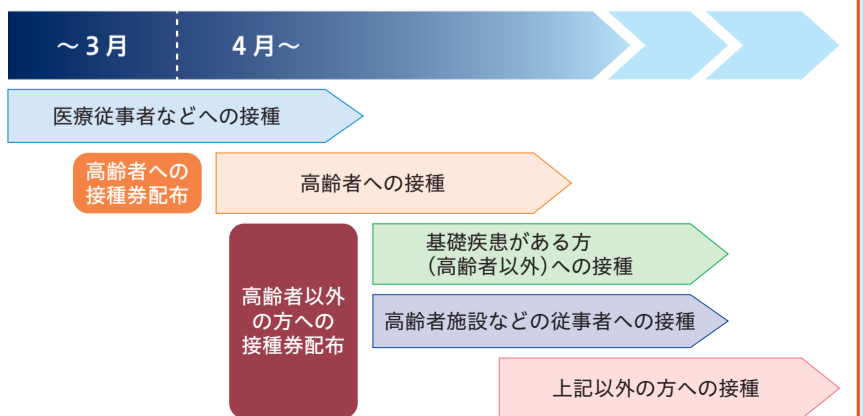 ～3月
4月～
医療従事者などへの接種
高齢者への
接種券配布
高齢者への接種
高齢者以外
の方への
接種券配布
基礎疾患がある方
（高齢者以外）への接種
高齢者施設などの従事者への接種
上記以外の方への接種